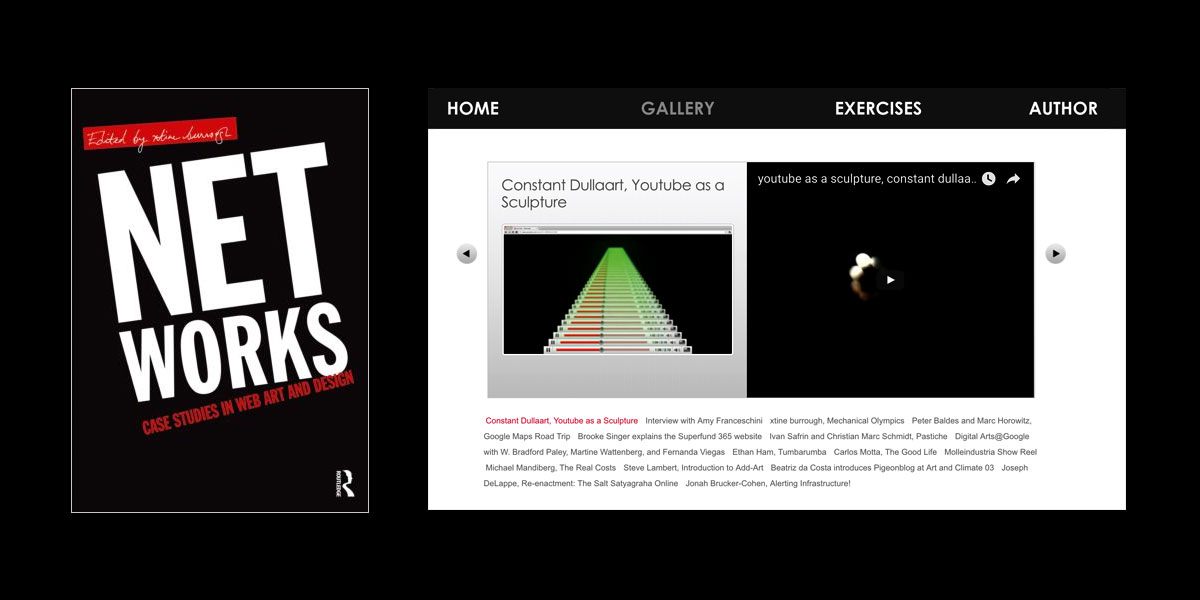 Edited by xtine burrough
NET
WORKS
CASE STUDIES IN WEB ART AND DESIGN
ROUTLEDGE
HOME GALLERY EXERCISES AUTHOR
Constant Dullaart, Youtube as a
Sculpture
youtube as a sculpture, constant dullaa..
Constant Dullaart, Youtube as a Sculpture Interview with Amy Franceschini xtine burrough, Mechanical Olympics Peter Baldes and Marc Horowitz,
Google Maps Road Trip Brooke Singer explains the Superfund 365 website Ivan Safrin and Christian Marc Schmidt, Pastiche Digital Arts@Google
with W. Bradford Paley, Martine Wattenberg, and Fernanda Viegas Ethan Ham, Tumbarumba Carlos Motta, The Good Life Molleindustria Show Reel
Michael Mandiberg, The Real Costs Steve Lambert, Introduction to Add-Art Beatriz da Costa introduces Pigeonblog at Art and Climate 03 Joseph
DeLappe, Re-enactment: The Salt Satyagraha Online Jonah Brucker-Cohen, Alerting Infrastructure!